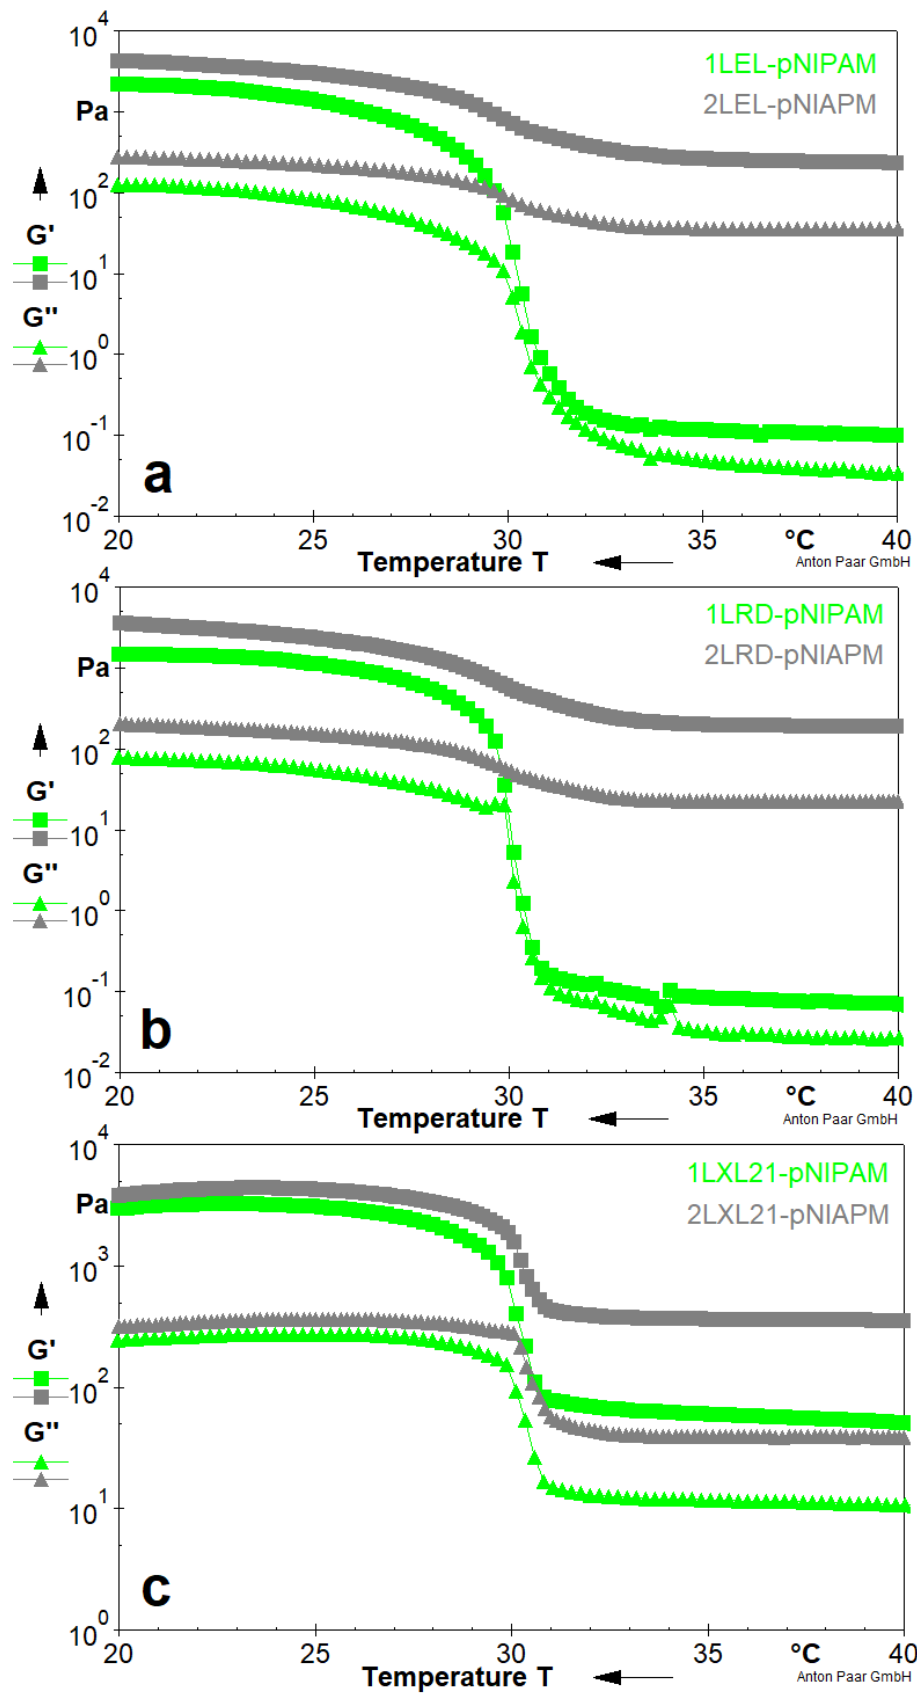 10^4
1LEL-pNIPAM
2LEL-pNIAPM
Pa
10^2
G'
10^1
G''
10^0
10^-1
a
10^-2
20 25 30 35 °C 40
Temperature T
Anton Paar GmbH
10^4
1LRD-pNIPAM
2LRD-pNIAPM
Pa
10^2
G'
10^1
G''
10^0
10^-1
b
10^-2
20 25 30 35 °C 40
Temperature T
Anton Paar GmbH
10^4
1LXL21-pNIPAM
Pa
2LXL21-pNIAPM
10^3
G'
10^2
G''
10^1
c
10^0
20 25 30 35 °C 40
Temperature T
Anton Paar GmbH